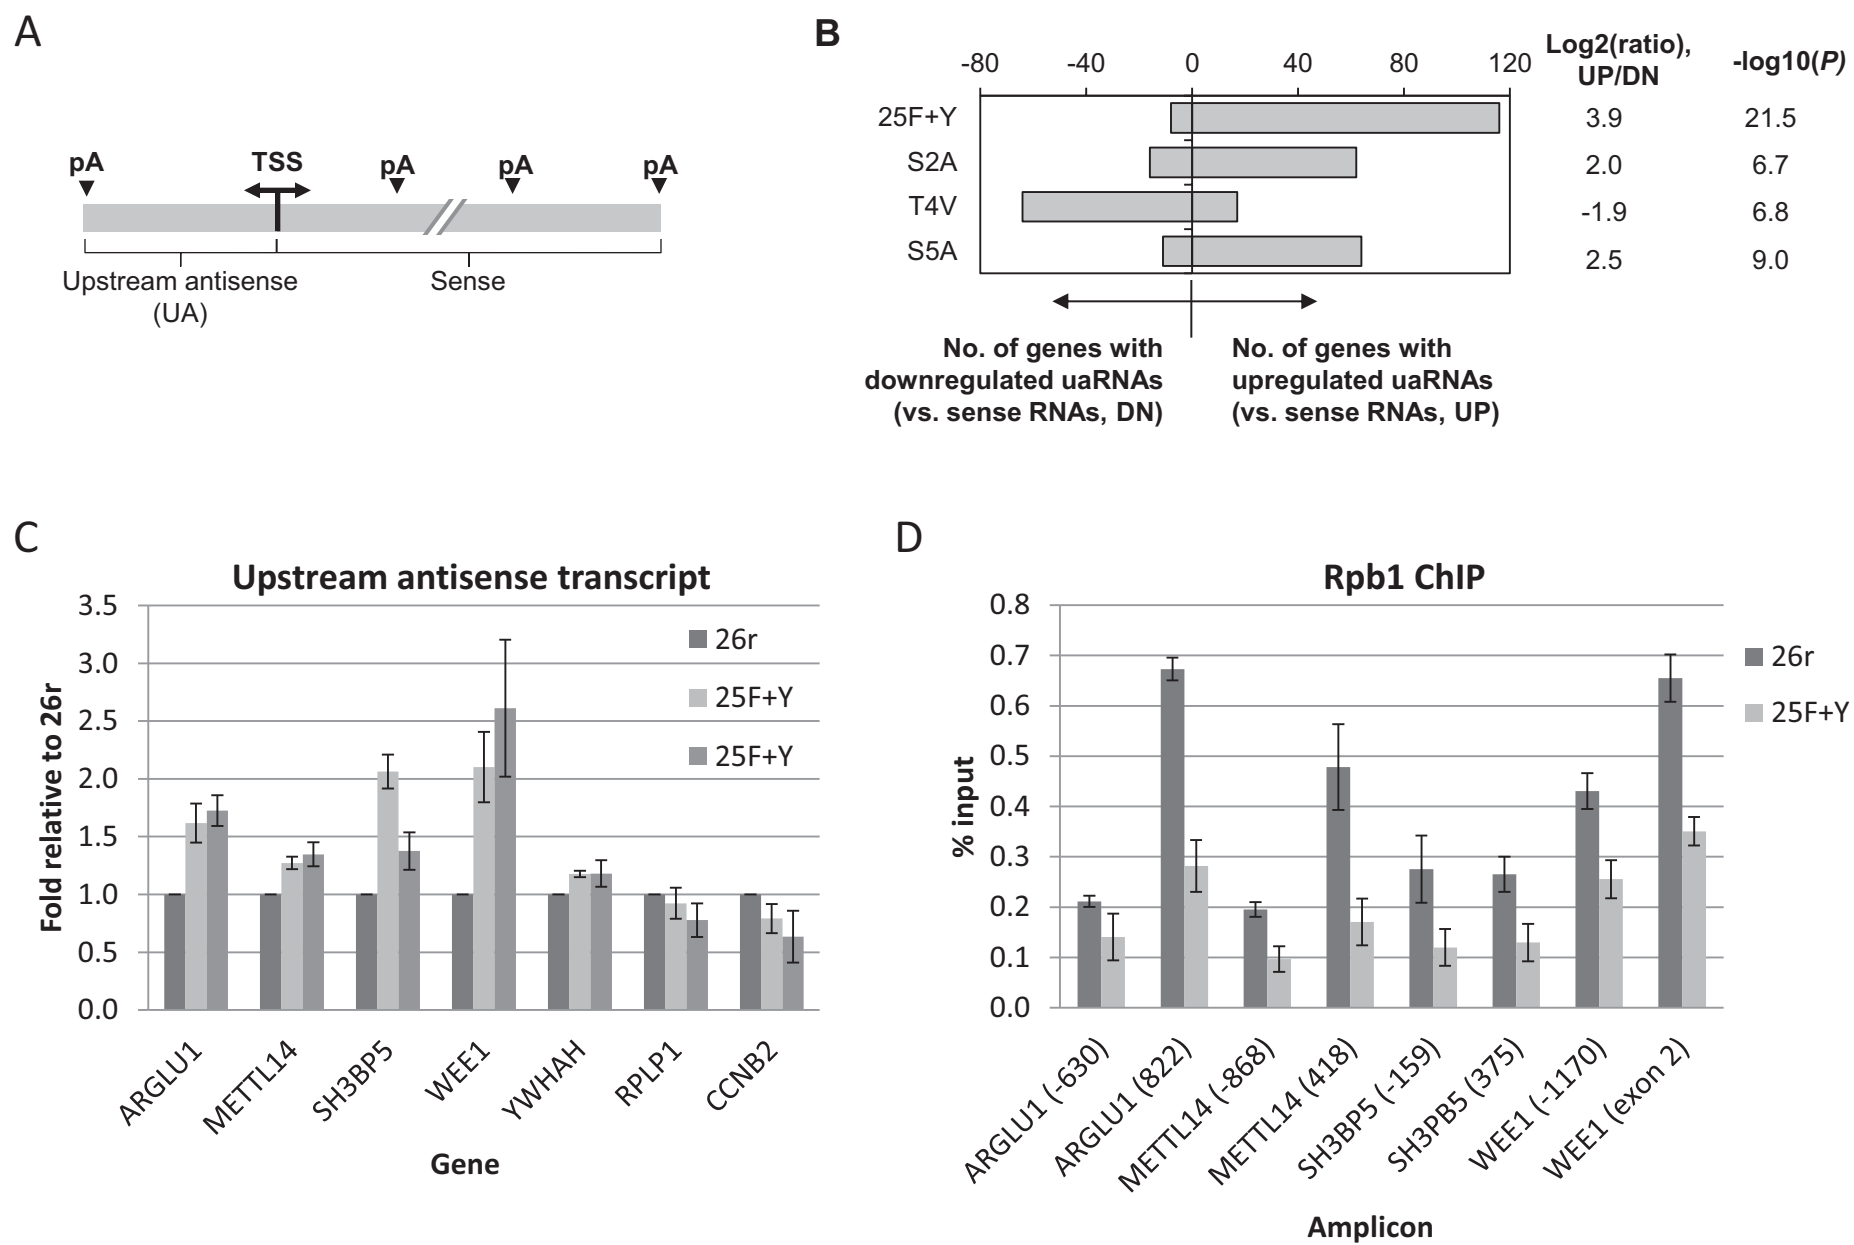 A
pA
TSS
pA
pA
pA
Upstream antisense
(UA)
Sense
B
-80 -40 0 40 80 120
Log2(ratio),
UP/DN
-log10(P)
25F+Y 3.9 21.5
S2A 2.0 6.7
T4V -1.9 6.8
S5A 2.5 9.0
No. of genes with
downregulated uaRNAs
(vs. sense RNAs, DN)
No. of genes with
upregulated uaRNAs
(vs. sense RNAs, UP)
C
Upstream antisense transcript
Fold relative to 26r
3.5
3.0
2.5
2.0
1.5
1.0
0.5
0.0
26r
25F+Y
25F+Y
ARGLU1
METTL14
SH3BP5
WEE1
YWHAH
RPLP1
CCNB2
Gene
D
Rpb1 ChIP
% input
0.8
0.7
0.6
0.5
0.4
0.3
0.2
0.1
0.0
26r
25F+Y
ARGLU1 (-630)
ARGLU1 (822)
METTL14 (-868)
METTL14 (418)
SH3BP5 (-159)
SH3PB5 (375)
WEE1 (-1170)
WEE1 (exon 2)
Amplicon